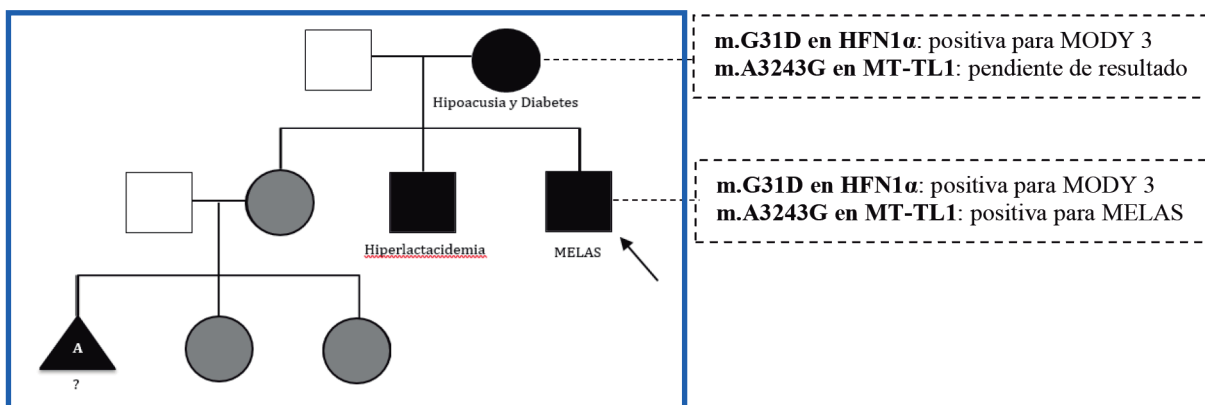 m.G31D en HFN1α: positiva para MODY 3
m.A3243G en MT-TL1: pendiente de resultado
Hipoacusia y Diabetes
m.G31D en HFN1α: positiva para MODY 3
m.A3243G en MT-TL1: positiva para MELAS
Hiperlactacidemia
MELAS
A
?